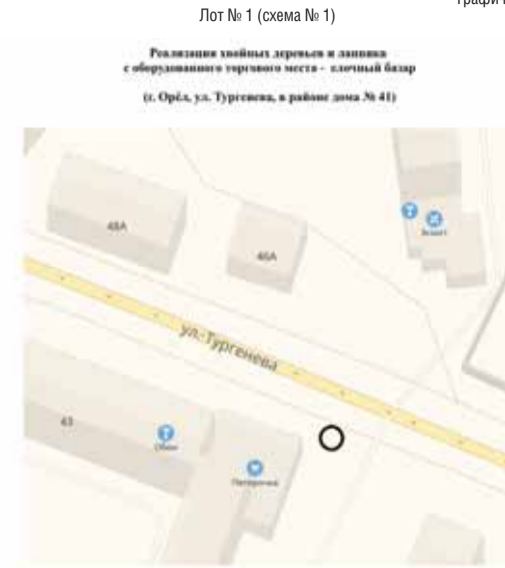 Лот № 1 (схема № 1)
Реализация хвойных деревьев и лапника
с оборудованного торгового места - елочный базар
(г. Орёл, ул. Тургенева, в районе дома № 41)
48А
46А
ул. Тургенева
43
Пятерочка